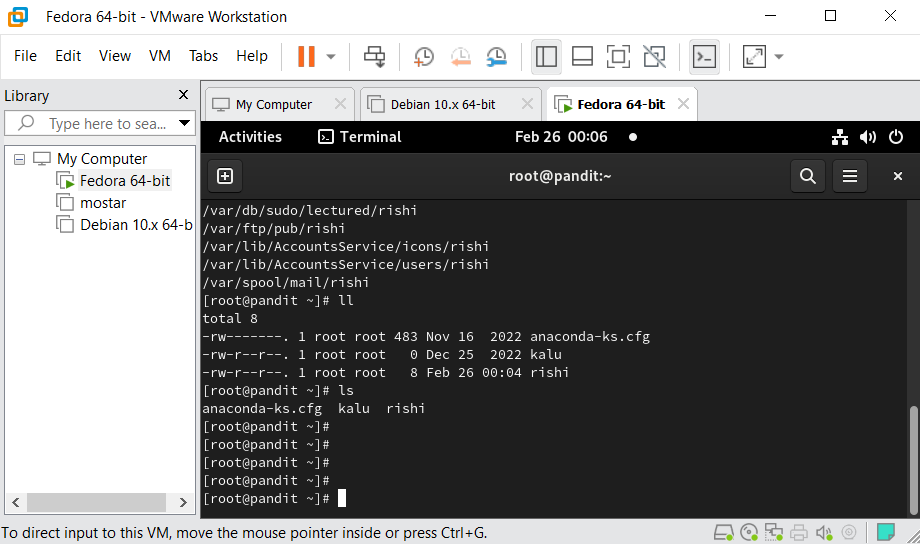 Fedora 64-bit - VMware Workstation
File Edit View VM Tabs Help
Library
Type here to sea...
My Computer
Fedora 64-bit
mostar
Debian 10.x 64-b
My Computer
Debian 10.x 64-bit
Fedora 64-bit
Activities Terminal Feb 26 00:06
root@pandit:~
/var/db/sudo/lectured/rishi
/var/ftp/pub/rishi
/var/lib/AccountsService/icons/rishi
/var/lib/AccountsService/users/rishi
/var/spool/mail/rishi
[root@pandit ~]# ll
total 8
-rw-------. 1 root root 483 Nov 16  2022 anaconda-ks.cfg
-rw-r--r--. 1 root root   0 Dec 25  2022 kalu
-rw-r--r--. 1 root root   8 Feb 26 00:04 rishi
[root@pandit ~]# ls
anaconda-ks.cfg  kalu  rishi
[root@pandit ~]#
[root@pandit ~]#
[root@pandit ~]#
[root@pandit ~]#
[root@pandit ~]#
To direct input to this VM, move the mouse pointer inside or press Ctrl+G.